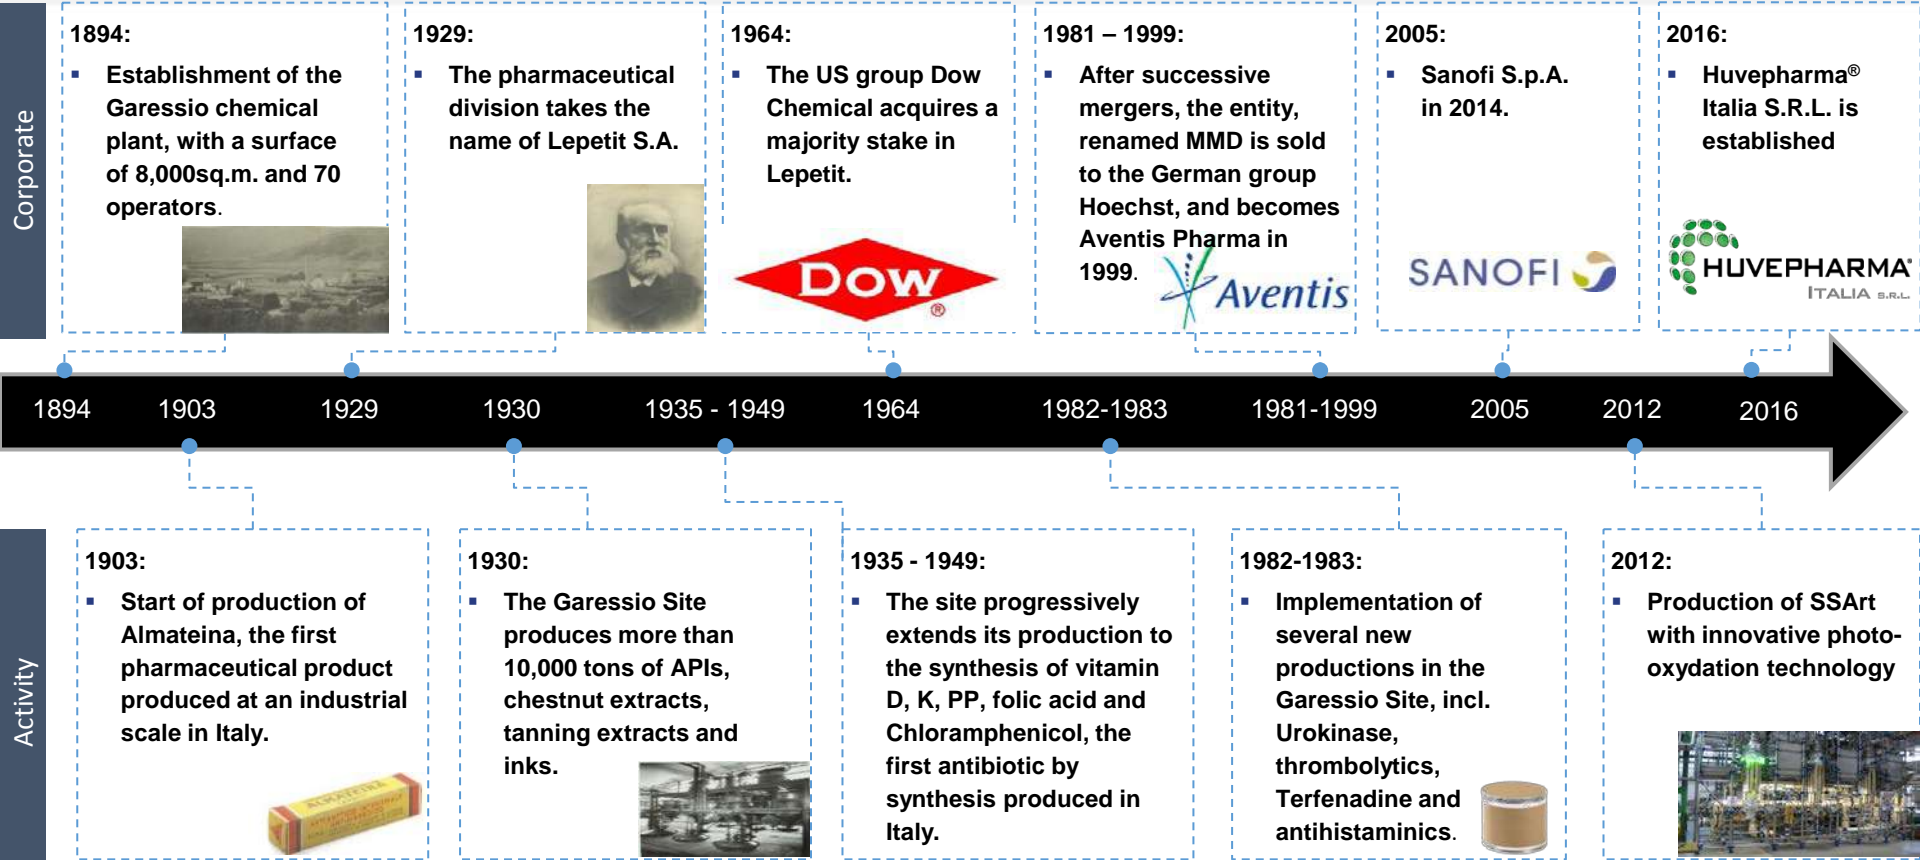 Corporate
1894:
▪ Establishment of the
Garessio chemical
plant, with a surface
of 8,000sq.m. and 70
operators.
1929:
▪ The pharmaceutical
division takes the
name of Lepetit S.A.
1964:
▪ The US group Dow
Chemical acquires a
majority stake in
Lepetit.
DOW
®
1981 – 1999:
▪ After successive
mergers, the entity,
renamed MMD is sold
to the German group
Hoechst, and becomes
Aventis Pharma in
1999.
Aventis
2005:
▪ Sanofi S.p.A.
in 2014.
SANOFI
2016:
▪ Huvepharma®
Italia S.R.L. is
established
HUVEPHARMA
ITALIA S.R.L.
1894
1903
1929
1930
1935 - 1949
1964
1982-1983
1981-1999
2005
2012
2016
Activity
1903:
▪ Start of production of
Almateina, the first
pharmaceutical product
produced at an industrial
scale in Italy.
1930:
▪ The Garessio Site
produces more than
10,000 tons of APIs,
chestnut extracts,
tanning extracts and
inks.
1935 - 1949:
▪ The site progressively
extends its production to
the synthesis of vitamin
D, K, PP, folic acid and
Chloramphenicol, the
first antibiotic by
synthesis produced in
Italy.
1982-1983:
▪ Implementation of
several new
productions in the
Garessio Site, incl.
Urokinase,
thrombolytics,
Terfenadine and
antihistaminics.
2012:
▪ Production of SSArt
with innovative photo-
oxydation technology